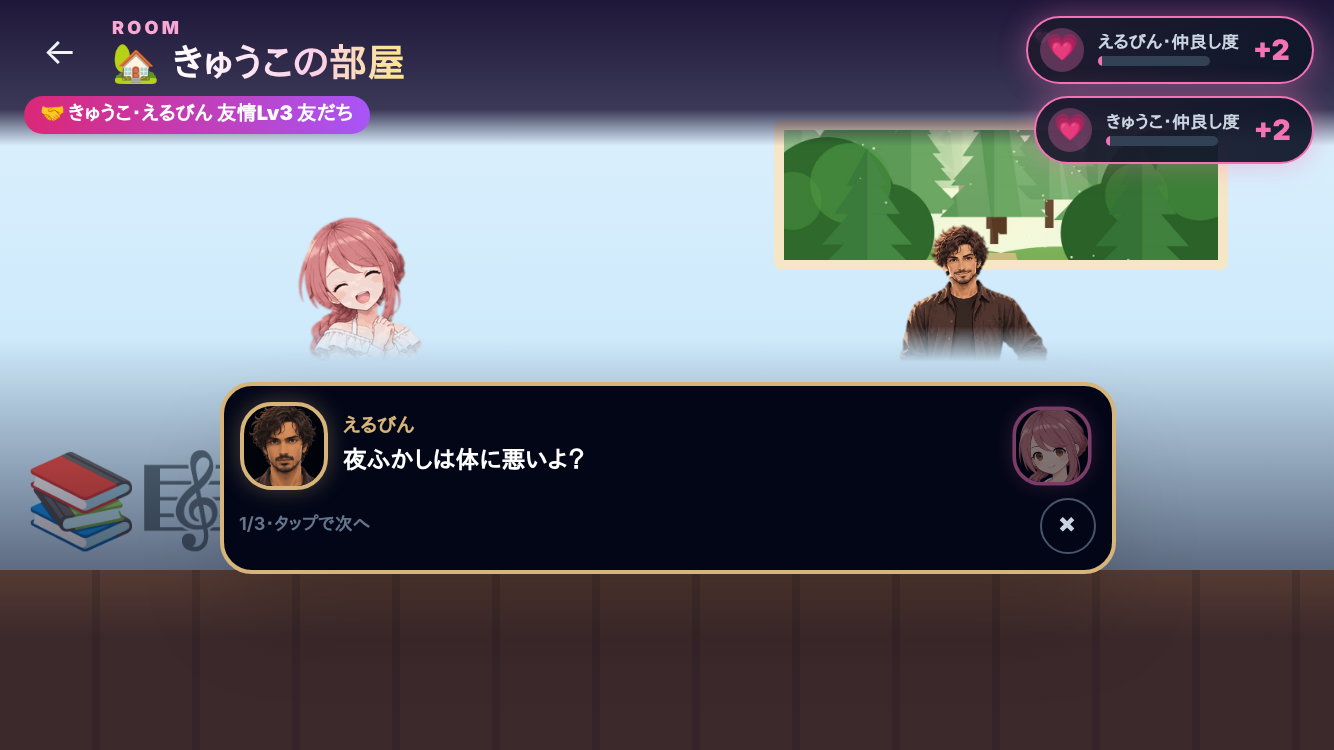 ROOM
🏡 きゅうこの部屋
🤝 きゅうこ·えるびん 友情Lv3 友だち
えるびん·仲良し度
+2
きゅうこ·仲良し度
+2
えるびん
夜ふかしは体に悪いよ?
1/3·タップで次へ
✖